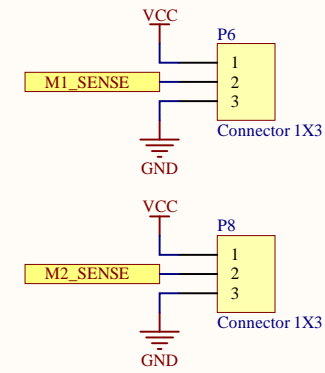 VCC
P6
1
M1_SENSE 2
3
Connector 1X3
GND
VCC
P8
1
M2_SENSE 2
3
Connector 1X3
GND